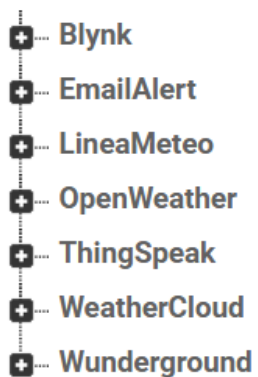 Blynk
EmailAlert
LineaMeteo
OpenWeather
ThingSpeak
WeatherCloud
Wunderground